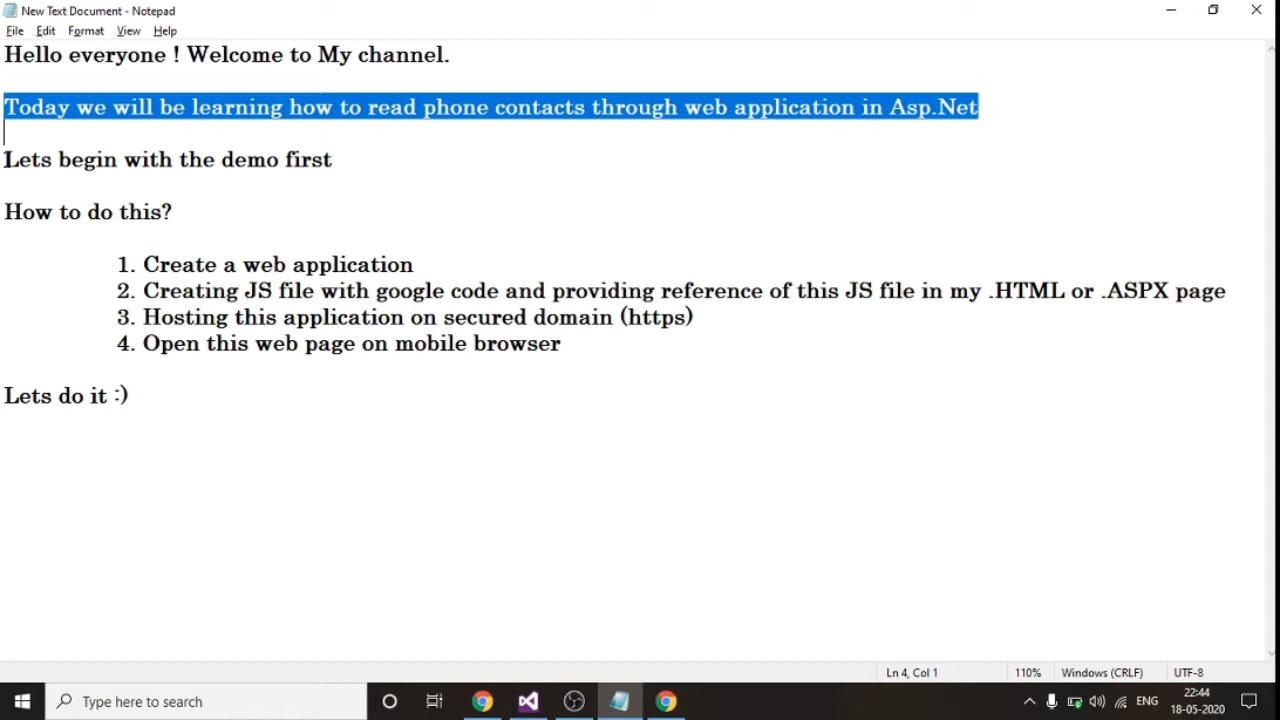 New Text Document - Notepad
File Edit Format View Help
Hello everyone ! Welcome to My channel.
Today we will be learning how to read phone contacts through web application in Asp.Net
Lets begin with the demo first
How to do this?
1. Create a web application
2. Creating JS file with google code and providing reference of this JS file in my .HTML or .ASPX page
3. Hosting this application on secured domain (https)
4. Open this web page on mobile browser
Lets do it :)
Ln 4, Col 1 110% Windows (CRLF) UTF-8
Type here to search
ENG
22:44
18-05-2020